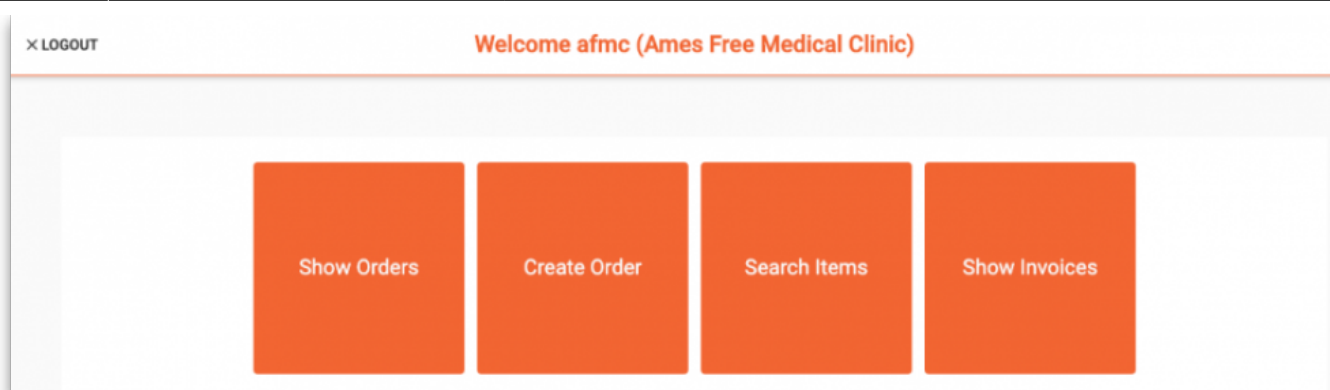 × LOGOUT
Welcome afmc (Ames Free Medical Clinic)
Show Orders
Create Order
Search Items
Show Invoices